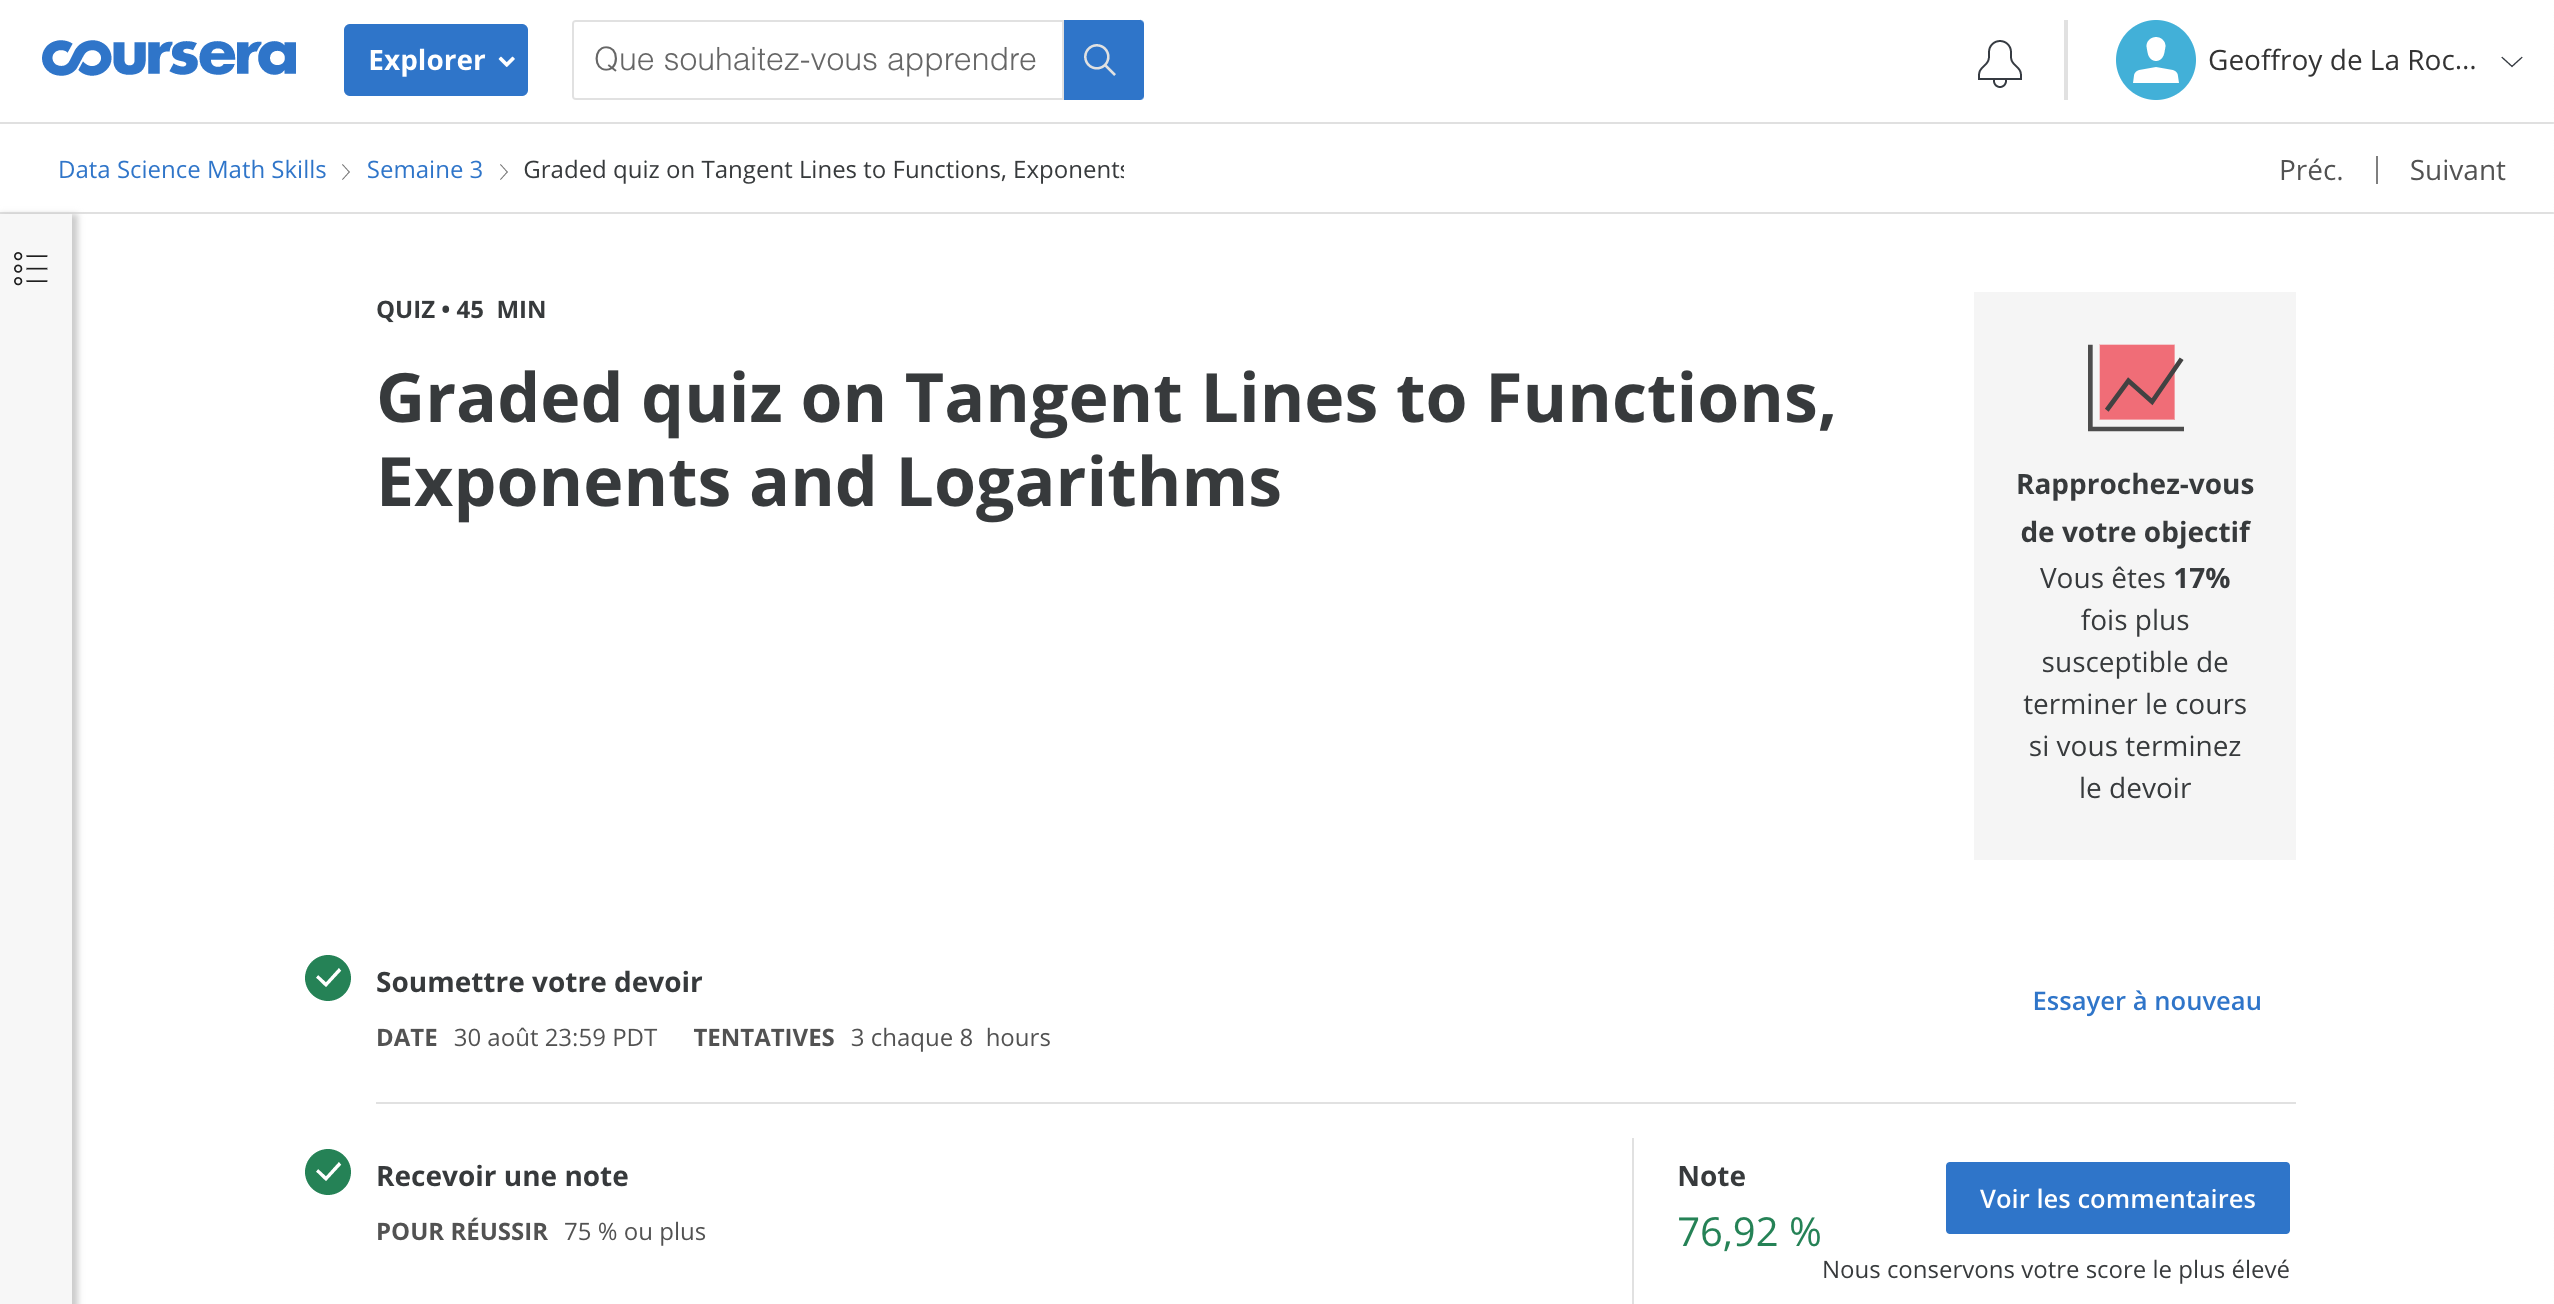 coursera
Explorer
Que souhaitez-vous apprendre
Geoffroy de La Roc...
Data Science Math Skills > Semaine 3 > Graded quiz on Tangent Lines to Functions, Exponents
Préc. | Suivant
QUIZ • 45 MIN
Graded quiz on Tangent Lines to Functions,
Exponents and Logarithms
Rapprochez-vous
de votre objectif
Vous êtes 17%
fois plus
susceptible de
terminer le cours
si vous terminez
le devoir
Soumettre votre devoir
DATE 30 août 23:59 PDT TENTATIVES 3 chaque 8 hours
Essayer à nouveau
Recevoir une note
POUR RÉUSSIR 75 % ou plus
Note
76,92 %
Voir les commentaires
Nous conservons votre score le plus élevé